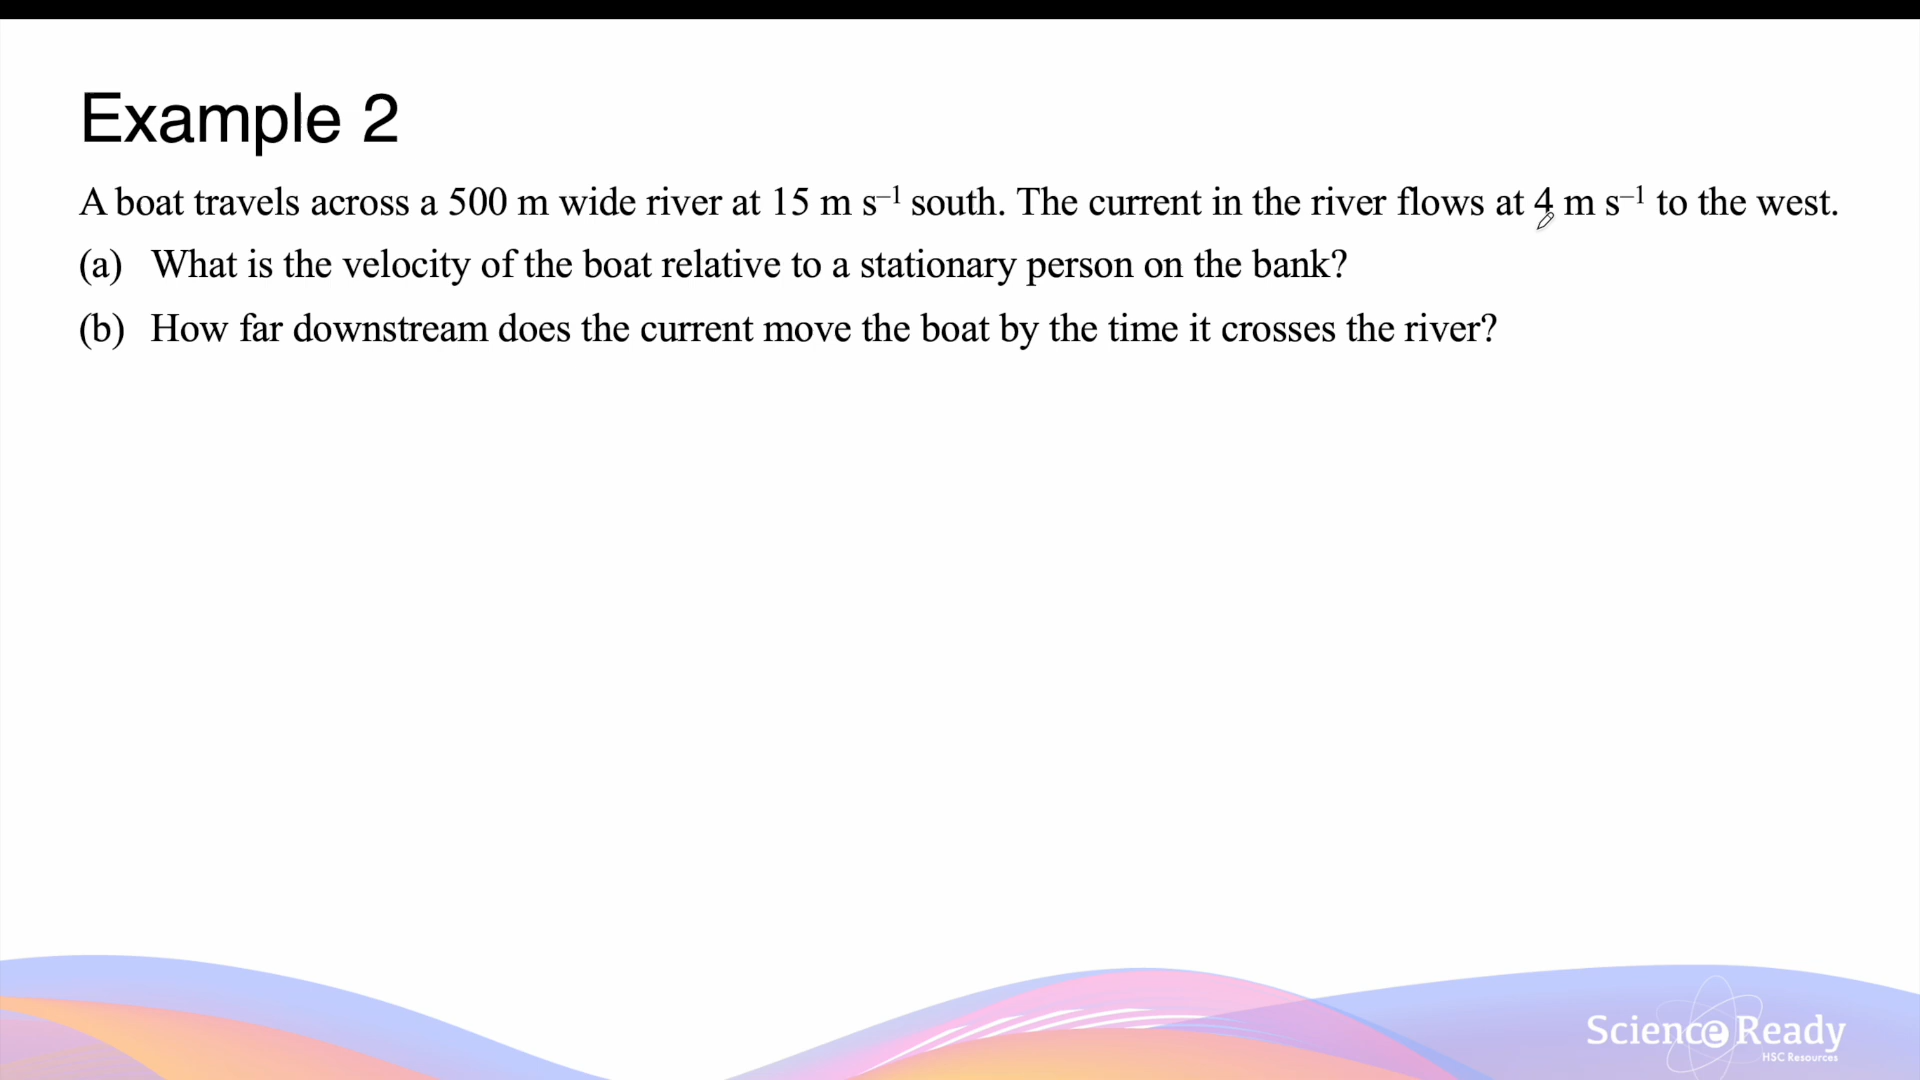 Example 2
A boat travels across a 500 m wide river at 15 m s⁻¹ south. The current in the river flows at 4 m s⁻¹ to the west.
(a) What is the velocity of the boat relative to a stationary person on the bank?
(b) How far downstream does the current move the boat by the time it crosses the river?
Science Ready
HSC Resources